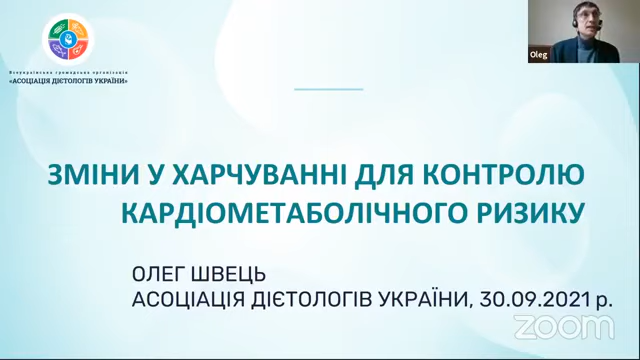 Всеукраїнська громадська організація
«АСОЦІАЦІЯ ДІЄТОЛОГІВ УКРАЇНИ»
Oleg
ЗМІНИ У ХАРЧУВАННІ ДЛЯ КОНТРОЛЮ
КАРДІОМЕТАБОЛІЧНОГО РИЗИКУ
ОЛЕГ ШВЕЦЬ
АСОЦІАЦІЯ ДІЄТОЛОГІВ УКРАЇНИ, 30.09.2021 р.
zoom